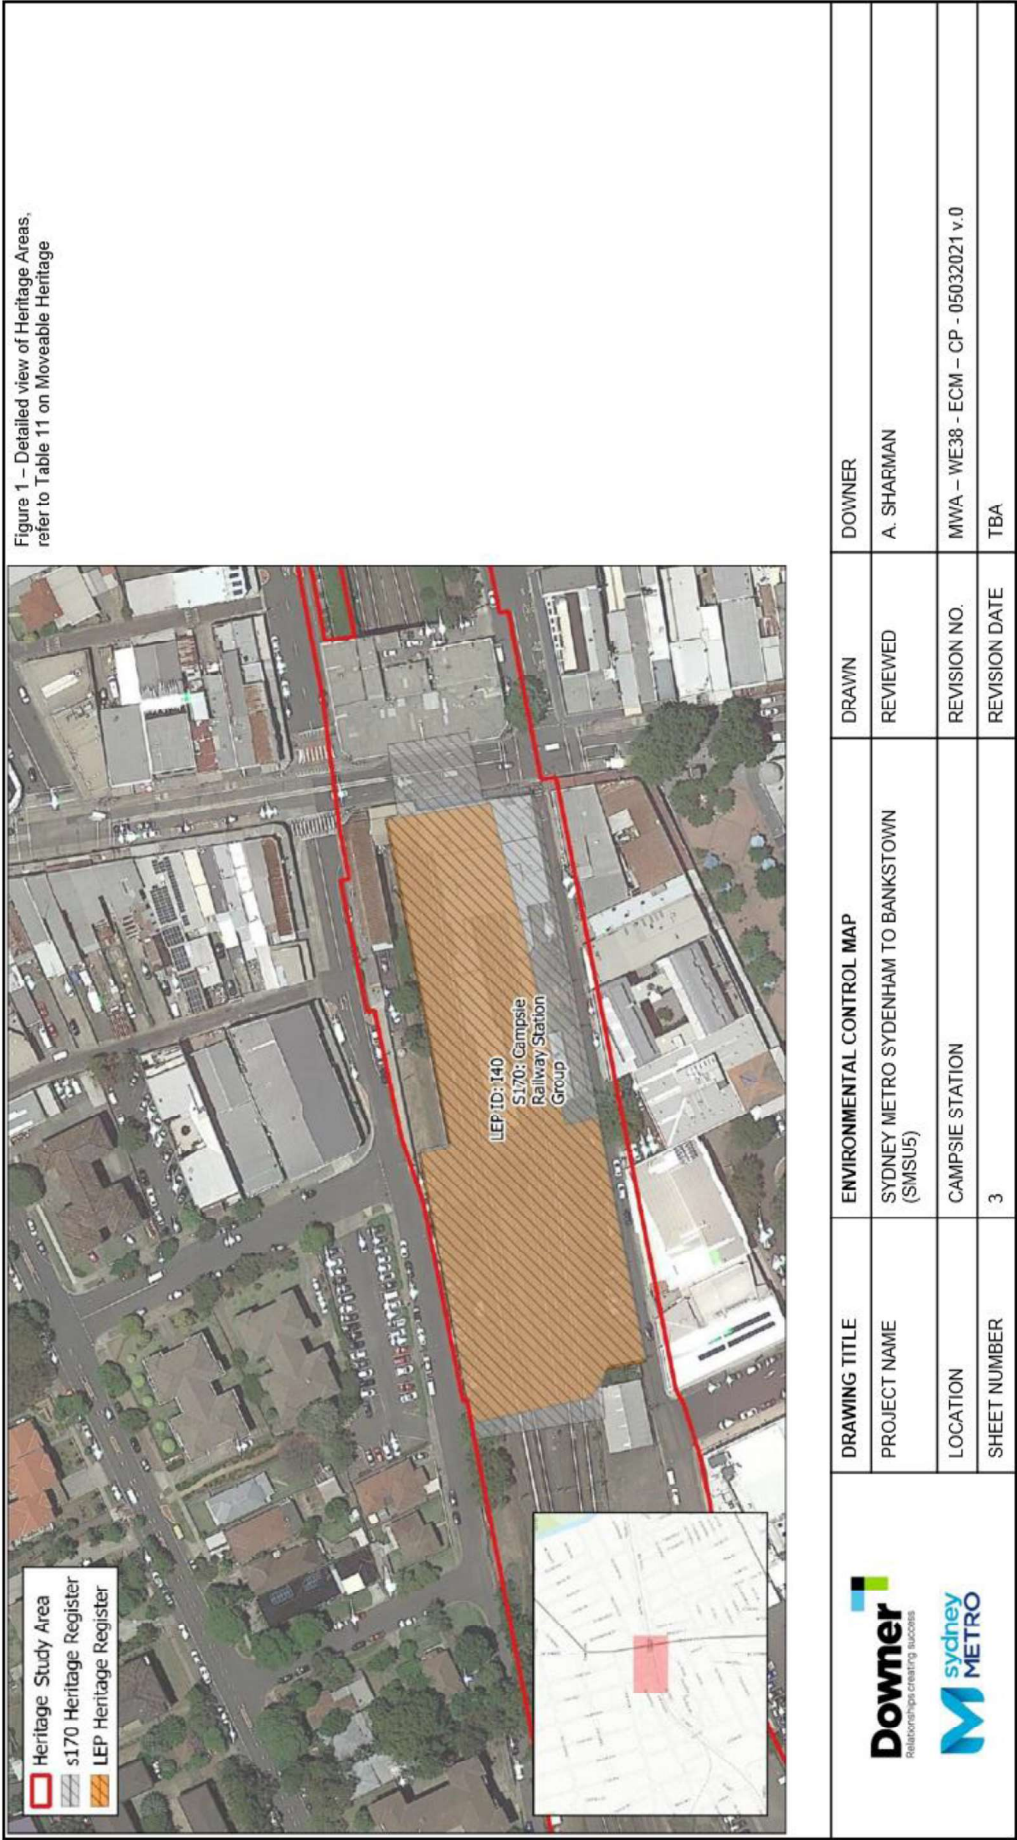 Figure 1 – Detailed view of Heritage Areas,
refer to Table 11 on Moveable Heritage
Heritage Study Area
s170 Heritage Register
LEP Heritage Register
LEP ID: I40
S170: Campsie
Railway Station
Group
Downer
Relationships creating success
sydney
METRO
DRAWING TITLE
ENVIRONMENTAL CONTROL MAP
DRAWN
DOWNER
PROJECT NAME
SYDNEY METRO SYDENHAM TO BANKSTOWN
(SMSU5)
REVIEWED
A. SHARMAN
LOCATION
CAMPSIE STATION
REVISION NO.
MWA – WE38 - ECM – CP - 05032021 v.0
SHEET NUMBER
3
REVISION DATE
TBA